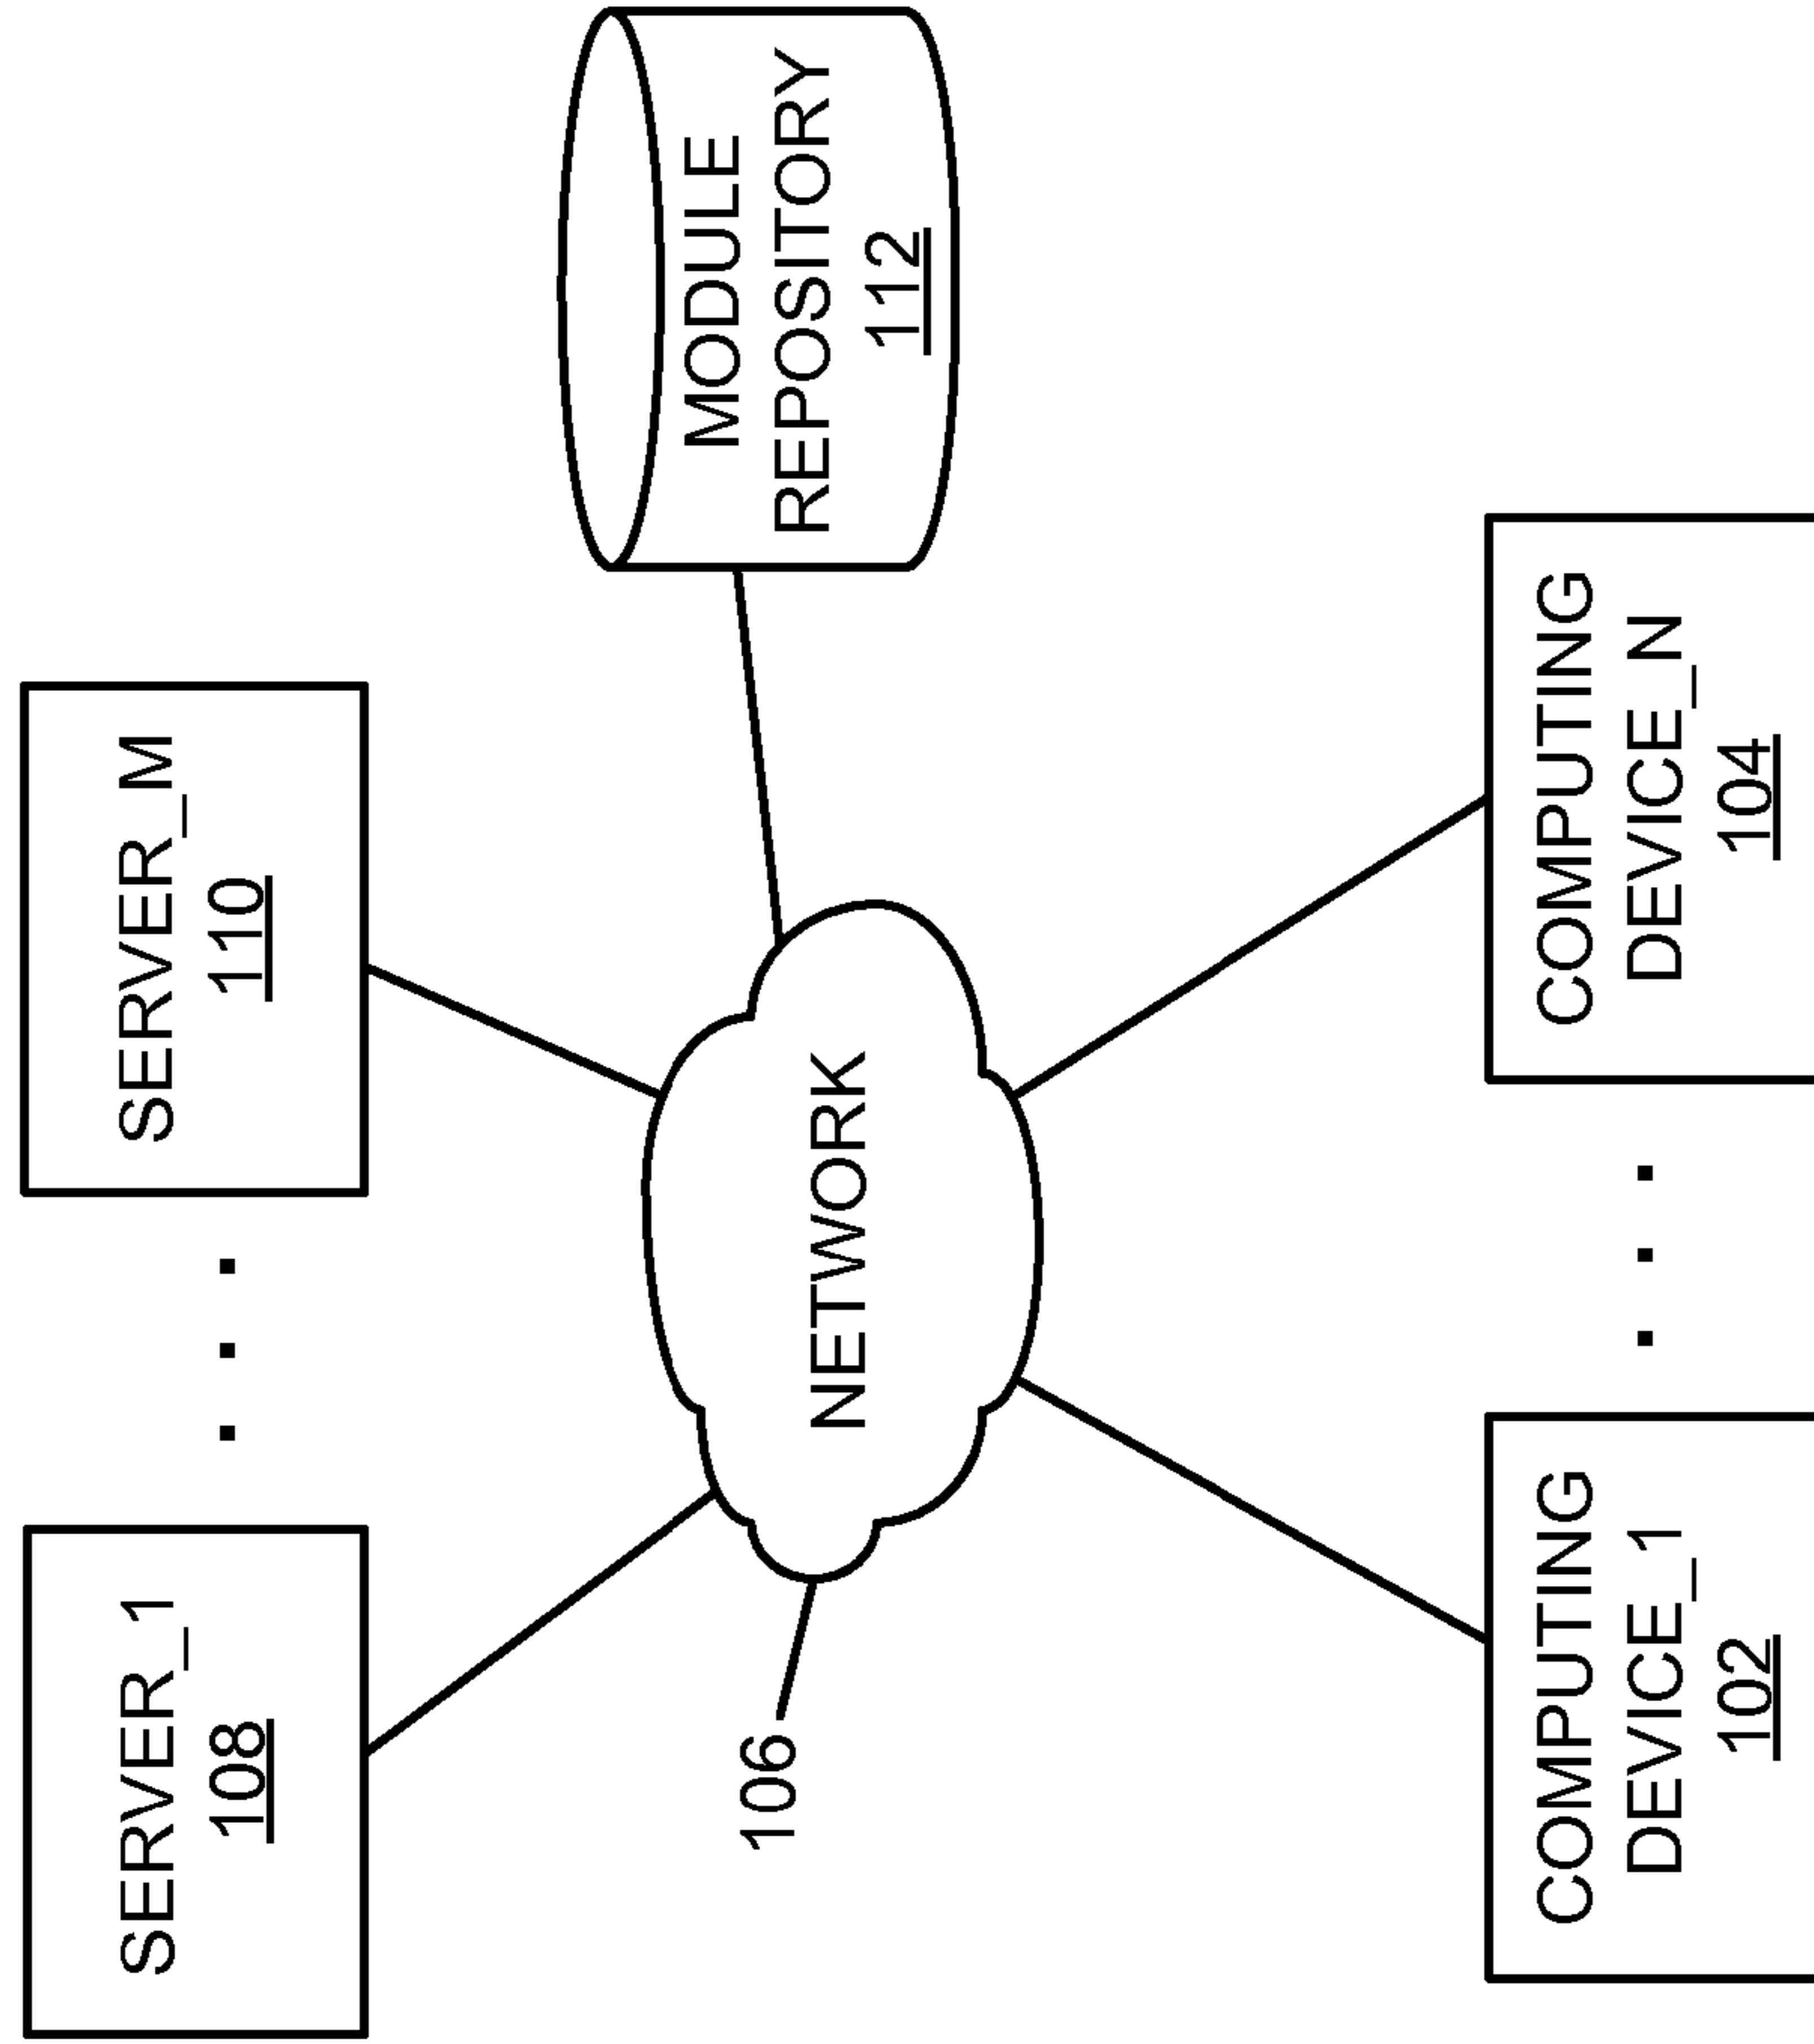 SERVER_1
108
SERVER_M
110
MODULE
REPOSITORY
112
NETWORK
106
COMPUTING
DEVICE_1
102
COMPUTING
DEVICE_N
104